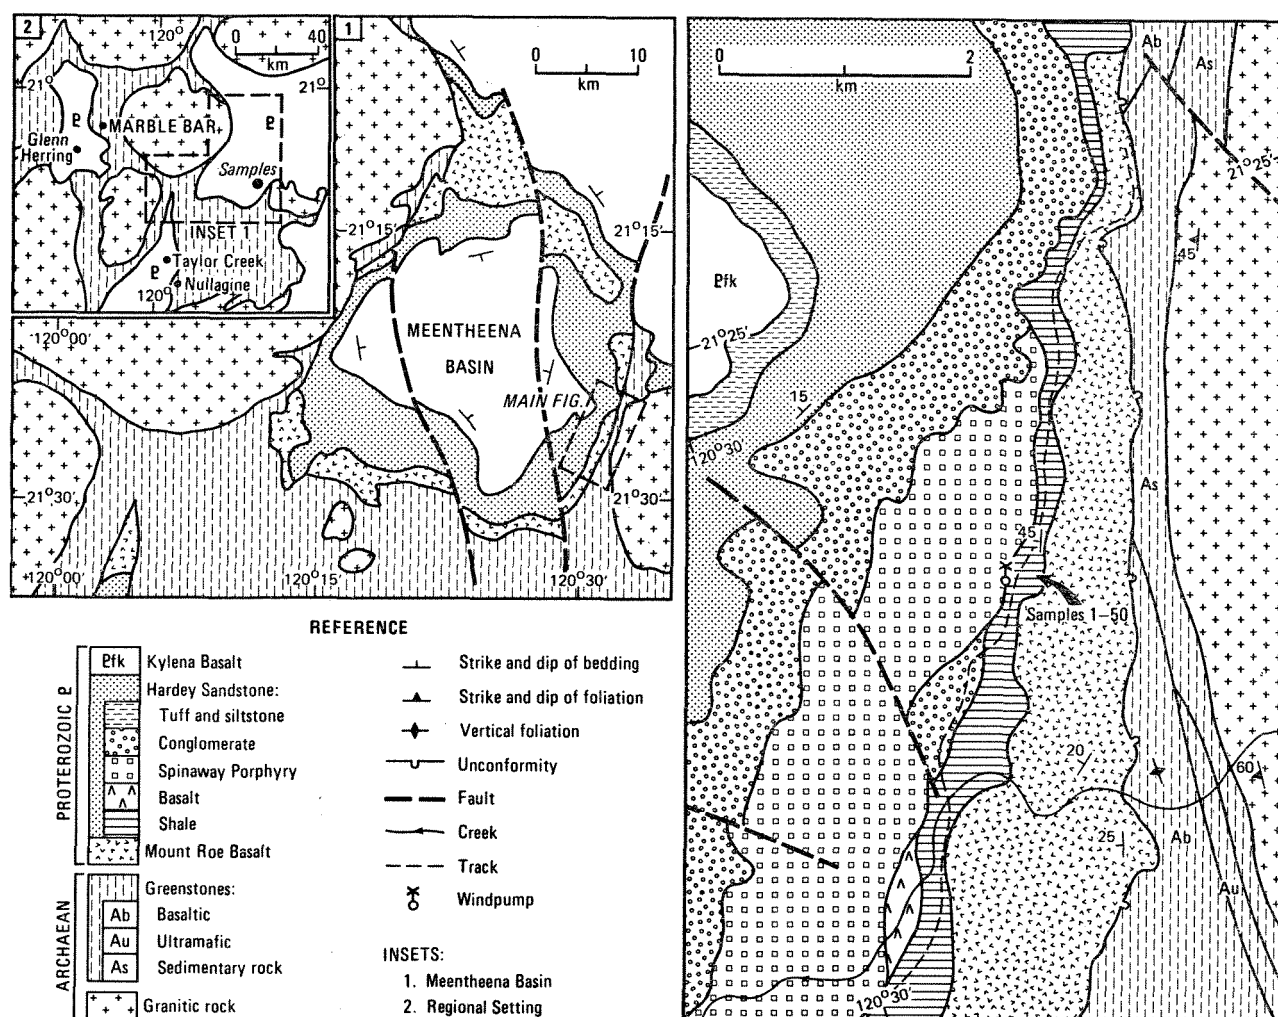 2
120°
0 40
km
21°
21°
P
MARBLE BAR
P
Glenn
Herring
Samples
INSET 1
P
Taylor Creek
Nullagine
120°
1
0 10
km
21°15'
21°15'
MEENTHEENA
BASIN
MAIN FIG.
120°00'
21°30'
21°30'
120°00'
120°15'
120°30'
0 2
km
Ab
As
21°25'
45
Pfk
21°25'
15
120°30'
As
45
Samples 1–50
20
60
25
Ab
Au
120°30'
REFERENCE
PROTEROZOIC P
Pfk Kylena Basalt
Hardey Sandstone:
Tuff and siltstone
Conglomerate
Spinaway Porphyry
Basalt
Shale
Mount Roe Basalt
ARCHAEAN
Greenstones:
Ab Basaltic
Au Ultramafic
As Sedimentary rock
Granitic rock
Strike and dip of bedding
Strike and dip of foliation
Vertical foliation
Unconformity
Fault
Creek
Track
Windpump
INSETS:
1. Meentheena Basin
2. Regional Setting